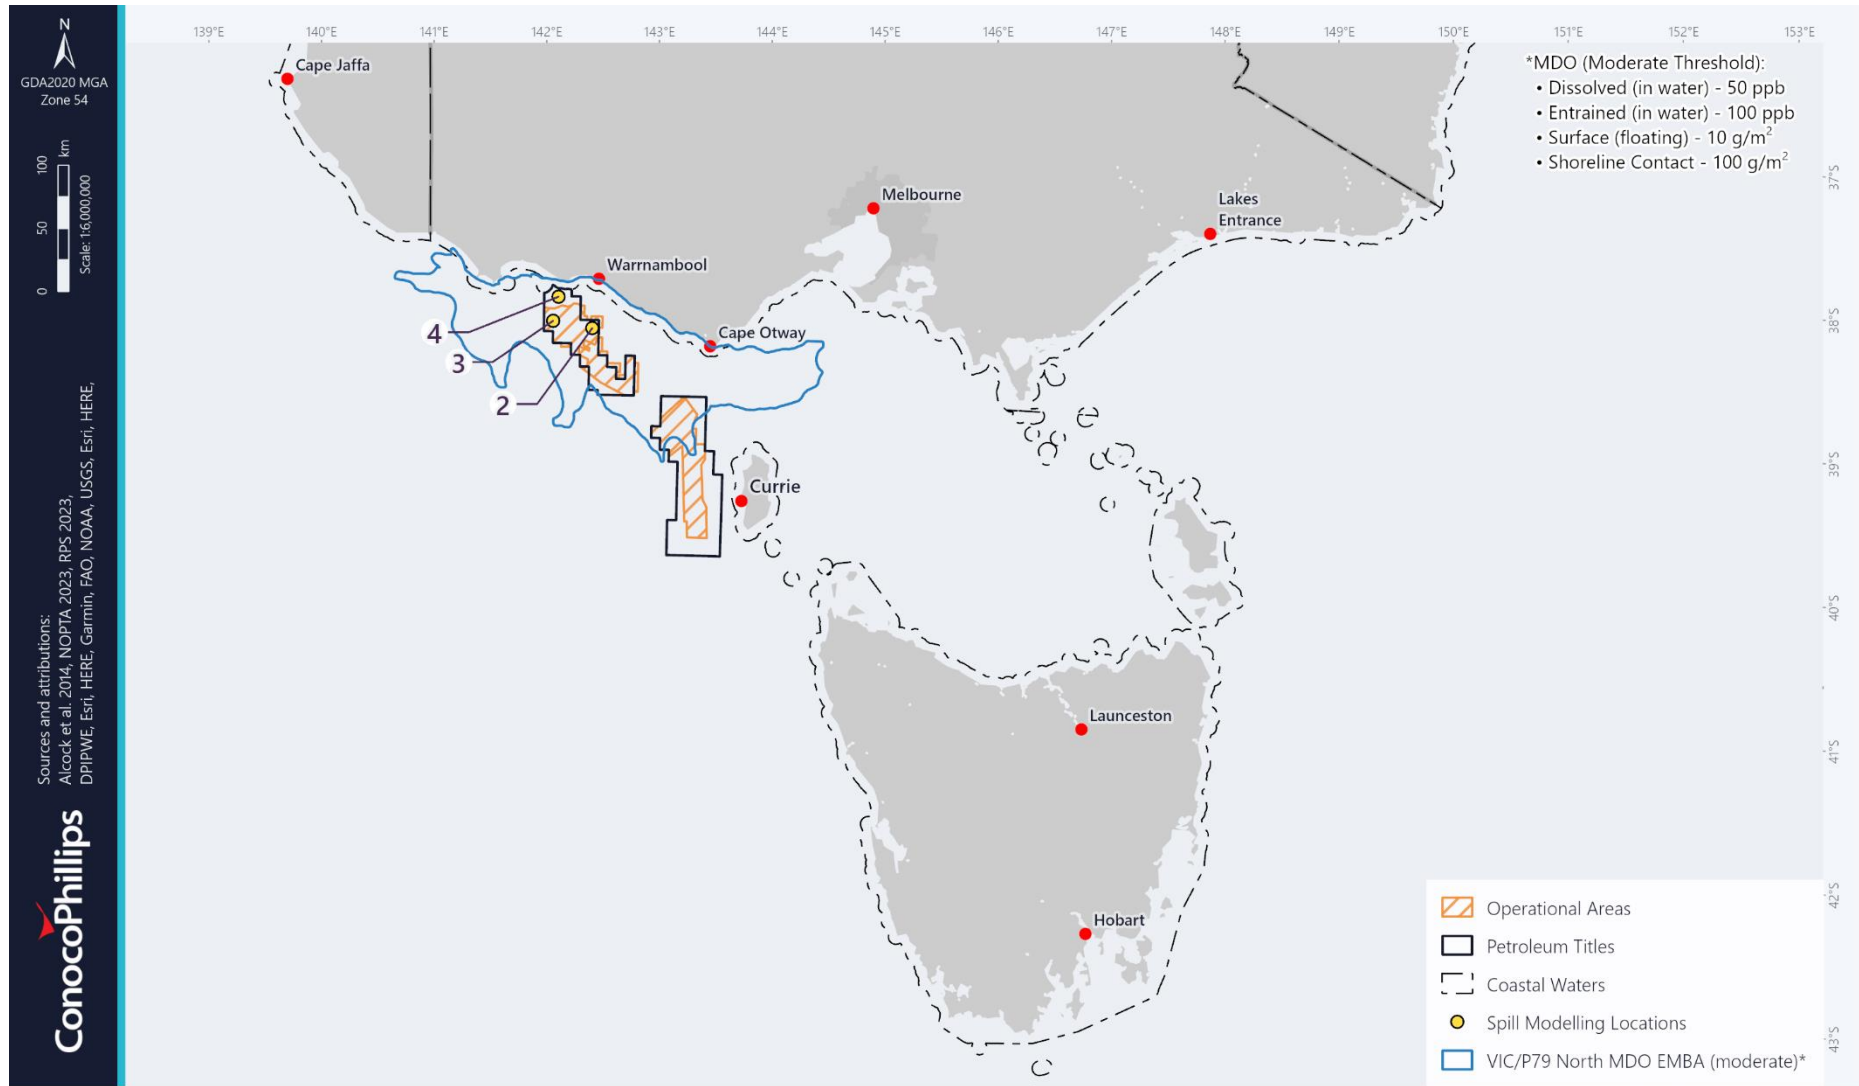 N
GDA2020 MGA
Zone 54
0 50 100 km
Scale: 1:6,000,000
Sources and attributions:
Alcock et al. 2014, NOPTA 2023, RPS 2023,
DPIPWE, Esri, HERE, Garmin, FAO, NOAA, USGS, Esri, HERE,
ConocoPhillips
139°E 140°E 141°E 142°E 143°E 144°E 145°E 146°E 147°E 148°E 149°E 150°E 151°E 152°E 153°E
*MDO (Moderate Threshold):
• Dissolved (in water) - 50 ppb
• Entrained (in water) - 100 ppb
• Surface (floating) - 10 g/m²
• Shoreline Contact - 100 g/m²
Cape Jaffa
Melbourne
Lakes
Entrance
Warrnambool
Cape Otway
4
3
2
Currie
Launceston
Hobart
37°S
38°S
39°S
40°S
41°S
42°S
43°S
Operational Areas
Petroleum Titles
Coastal Waters
Spill Modelling Locations
VIC/P79 North MDO EMBA (moderate)*